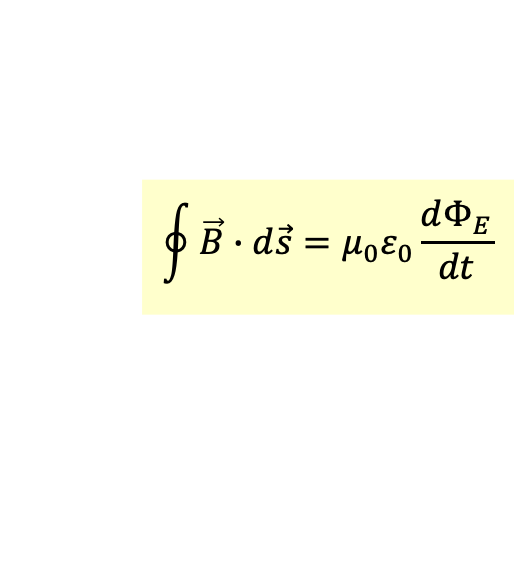 ∮ B⃗ · ds⃗ = μ₀ε₀ dΦ_E/dt